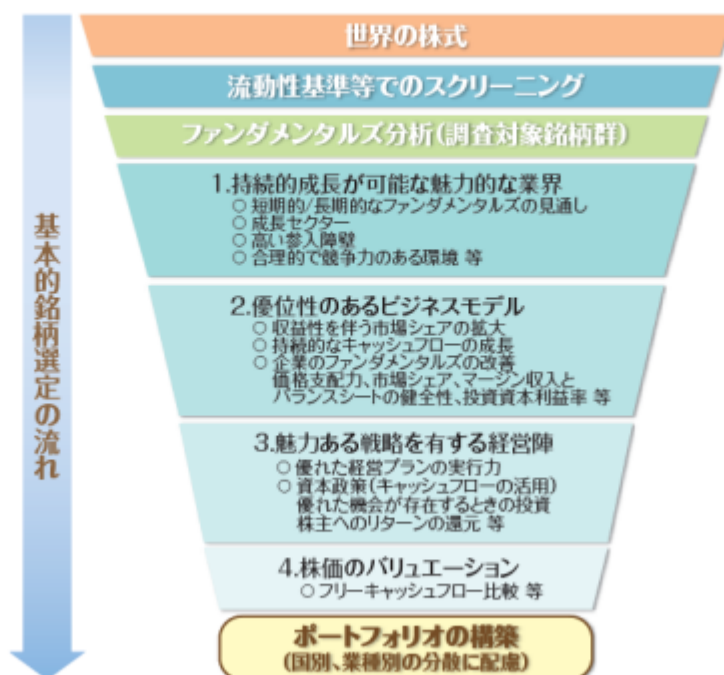 世界の株式
流動性基準等でのスクリーニング
ファンダメンタルズ分析(調査対象銘柄群)
1.持続的成長が可能な魅力的な業界
○ 短期的/長期的なファンダメンタルズの見通し
○ 成長セクター
○ 高い参入障壁
○ 合理的で競争力のある環境 等
2.優位性のあるビジネスモデル
○ 収益性を伴う市場シェアの拡大
○ 持続的なキャッシュフローの成長
○ 企業のファンダメンタルズの改善
価格支配力、市場シェア、マージン収入と
バランスシートの健全性、投資資本利益率 等
3.魅力ある戦略を有する経営陣
○ 優れた経営プランの実行力
○ 資本政策(キャッシュフローの活用)
優れた機会が存在するときの投資
株主へのリターンの還元 等
4.株価のバリュエーション
○フリーキャッシュフロー比較 等
ポートフォリオの構築
(国別、業種別の分散に配慮)
基本的銘柄選定の流れ